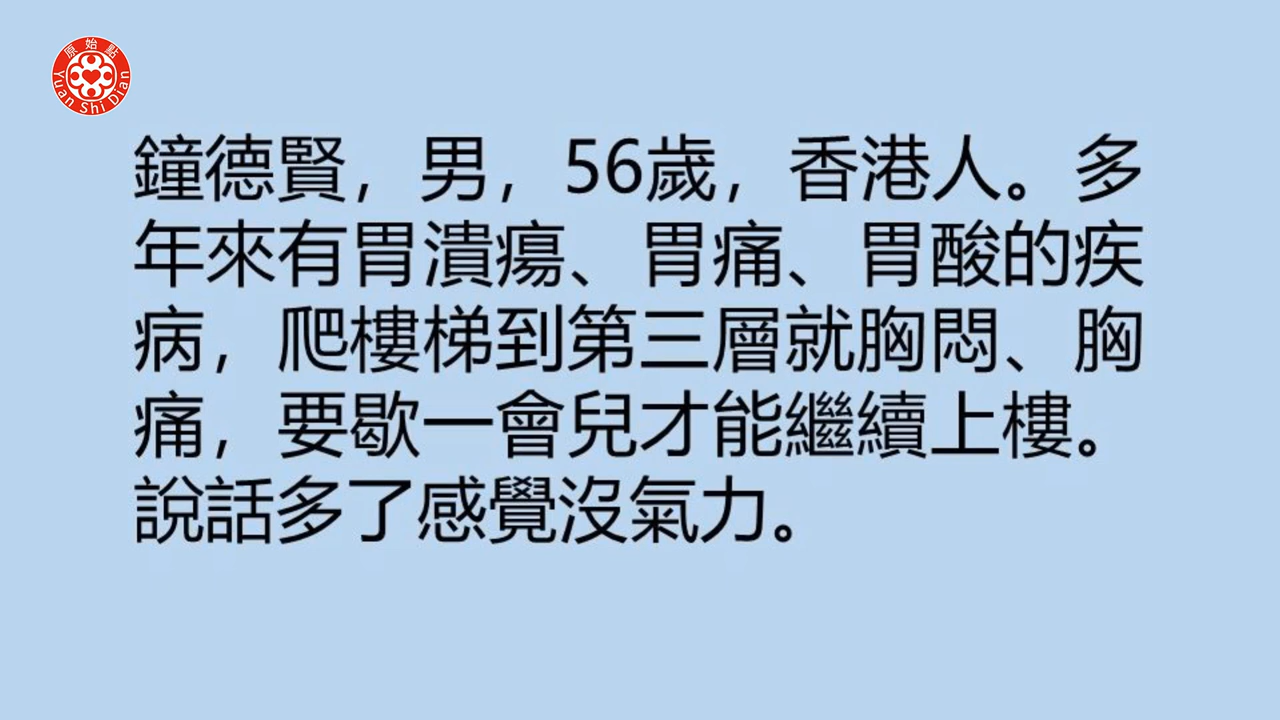 原始點
Yuan Shi Dian
鐘德賢，男，56歲，香港人。多
年來有胃潰瘍、胃痛、胃酸的疾
病，爬樓梯到第三層就胸悶、胸
痛，要歇一會兒才能繼續上樓。
說話多了感覺沒氣力。